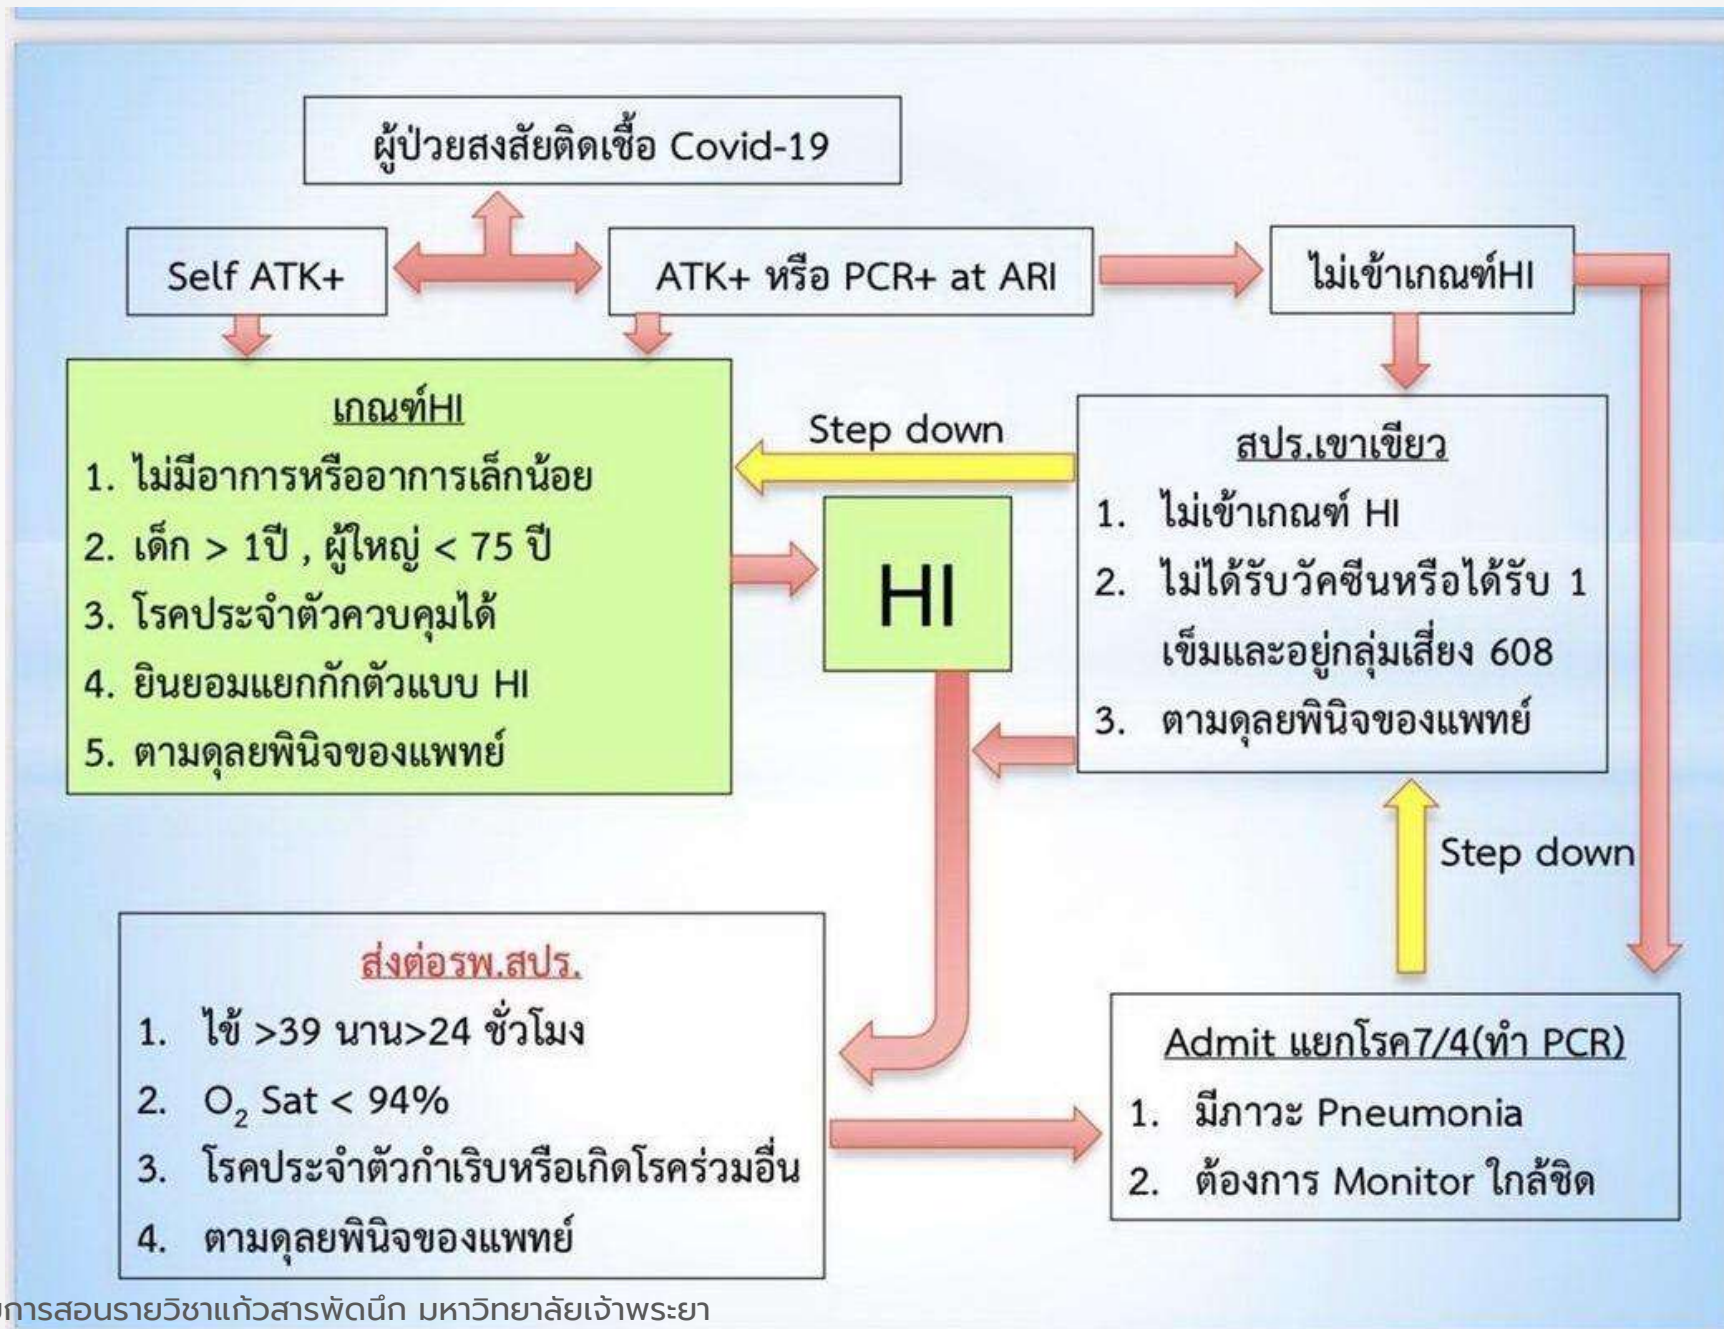 ผู้ป่วยสงสัยติดเชื้อ Covid-19
Self ATK+
ATK+ หรือ PCR+ at ARI
ไม่เข้าเกณฑ์HI
เกณฑ์HI
1. ไม่มีอาการหรืออาการเล็กน้อย
2. เด็ก > 1ปี , ผู้ใหญ่ < 75 ปี
3. โรคประจำตัวควบคุมได้
4. ยินยอมแยกกักตัวแบบ HI
5. ตามดุลยพินิจของแพทย์
Step down
HI
สปร.เขาเขียว
1. ไม่เข้าเกณฑ์ HI
2. ไม่ได้รับวัคซีนหรือได้รับ 1
เข็มและอยู่กลุ่มเสี่ยง 608
3. ตามดุลยพินิจของแพทย์
Step down
ส่งต่อรพ.สปร.
1. ไข้ >39 นาน>24 ชั่วโมง
2. O₂ Sat < 94%
3. โรคประจำตัวกำเริบหรือเกิดโรคร่วมอื่น
4. ตามดุลยพินิจของแพทย์
Admit แยกโรค7/4(ทำ PCR)
1. มีภาวะ Pneumonia
2. ต้องการ Monitor ใกล้ชิด
การสอนรายวิชาแก้วสารพัดนึก มหาวิทยาลัยเจ้าพระยา